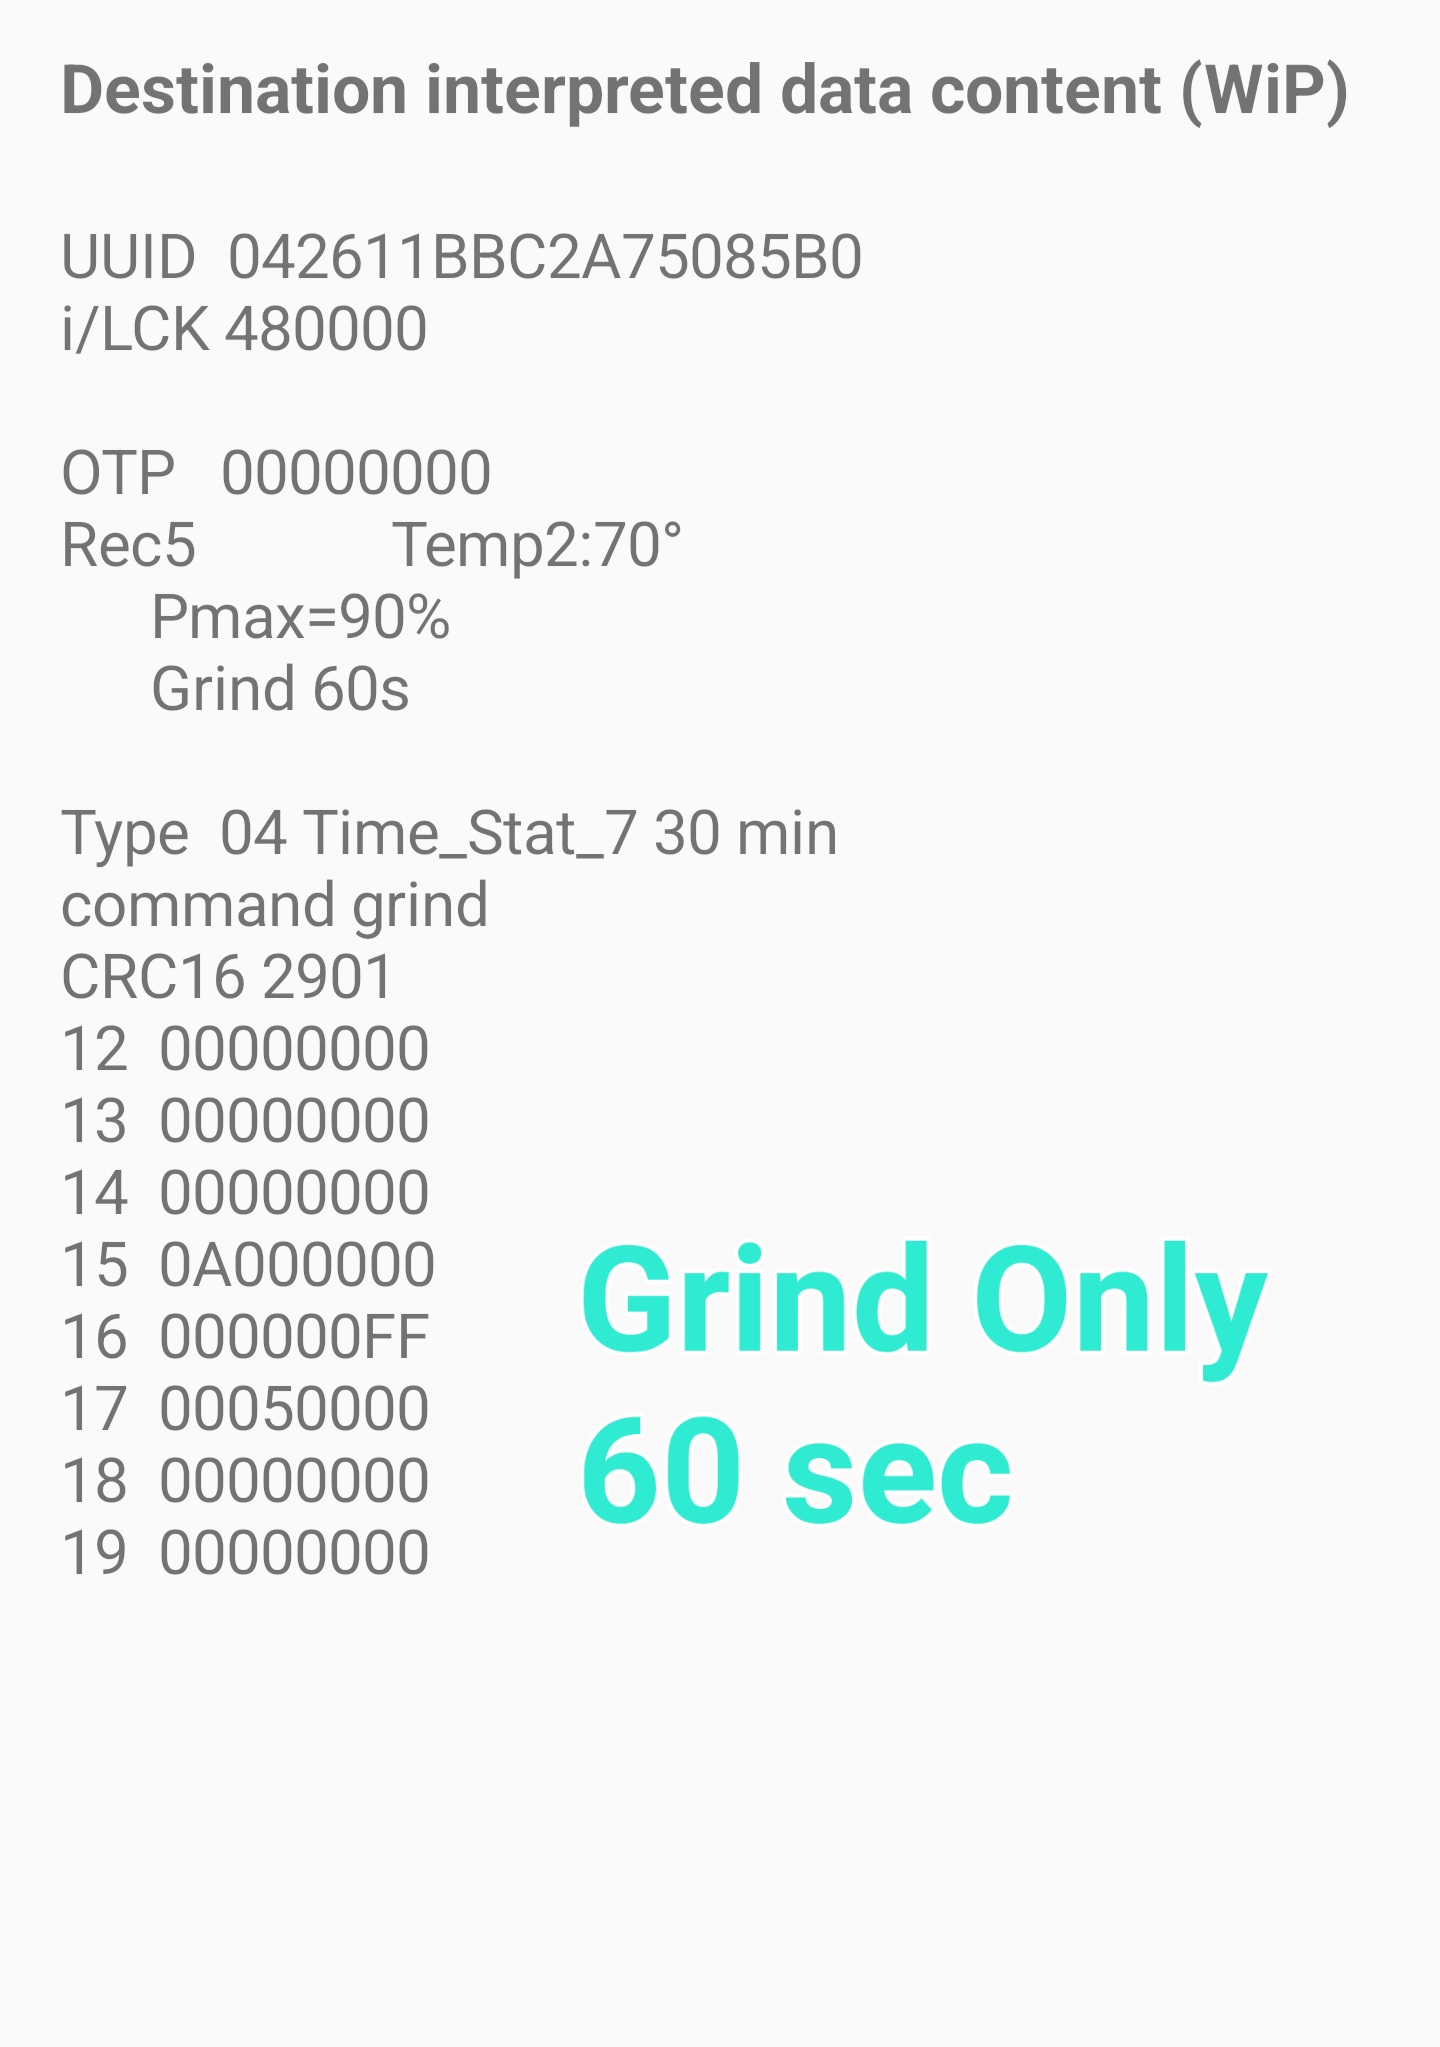 Destination interpreted data content (WiP)
UUID 042611BBC2A75085B0
i/LCK 480000
OTP 00000000
Rec5 Temp2:70°
Pmax=90%
Grind 60s
Type 04 Time_Stat_7 30 min
command grind
CRC16 2901
12 00000000
13 00000000
14 00000000
15 0A000000
16 000000FF
17 00050000
18 00000000
19 00000000
Grind Only
60 sec